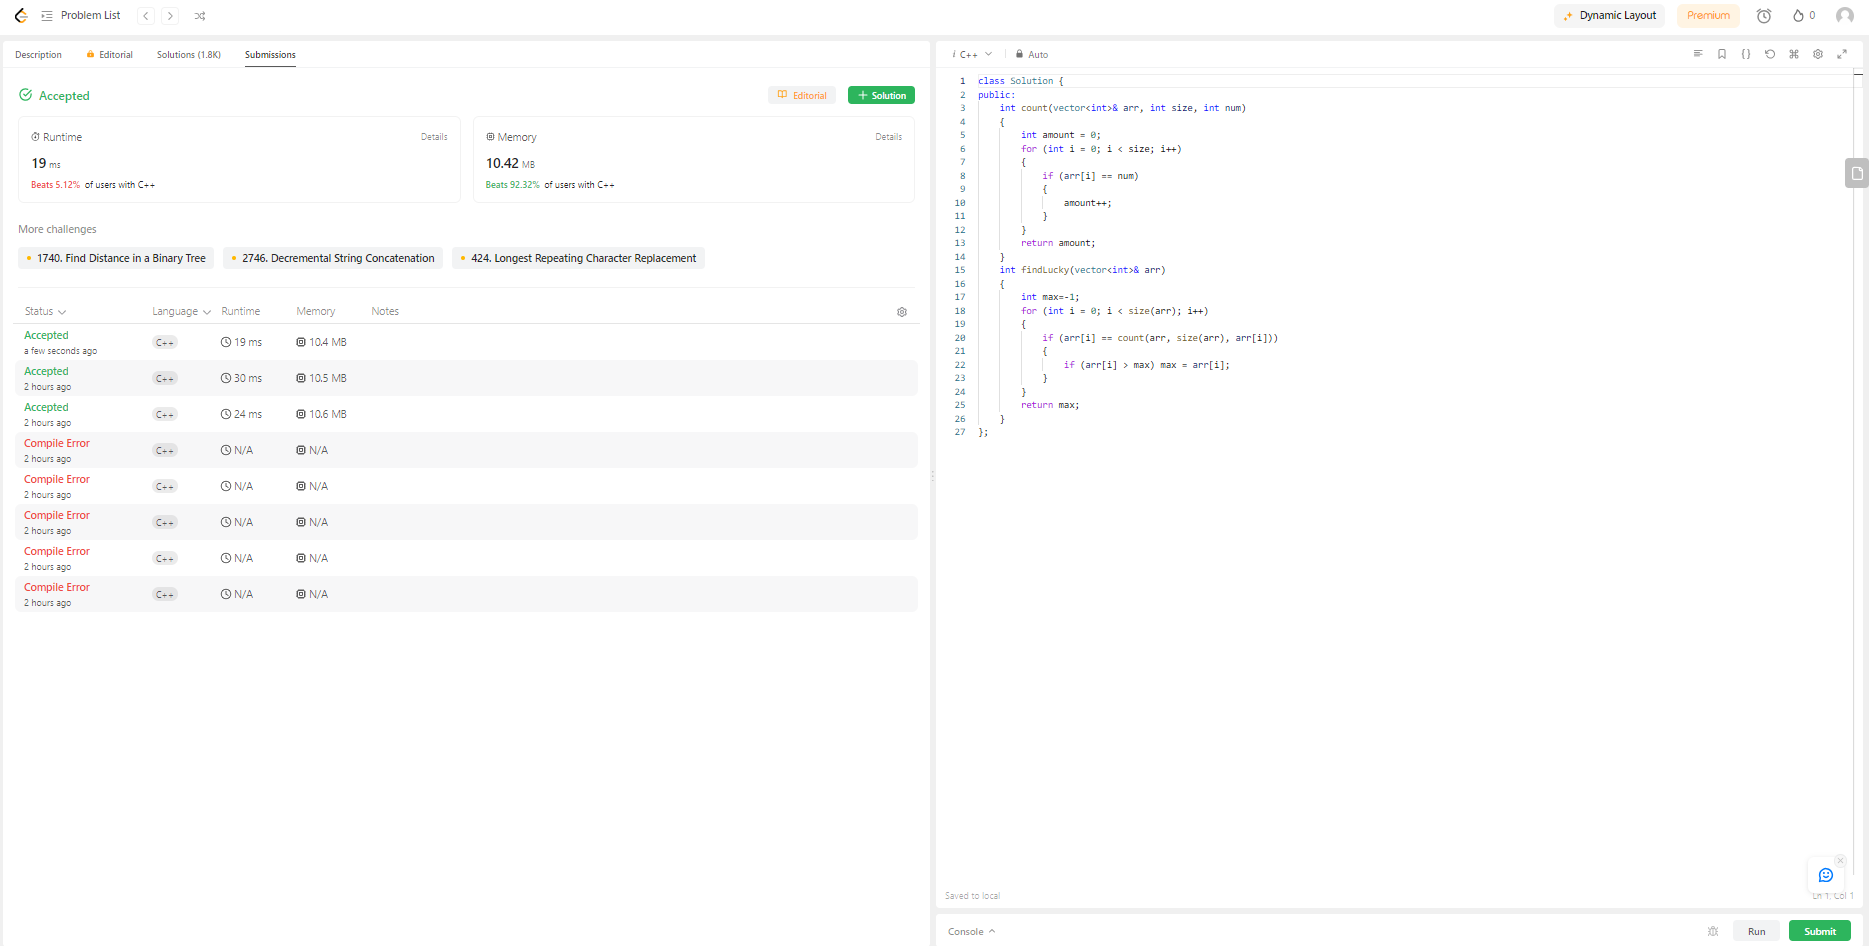 Problem List
Dynamic Layout
Premium
0
Description
Editorial
Solutions (1.8K)
Submissions
Accepted
Editorial
Solution
Runtime
Details
19 ms
Beats 5.12% of users with C++
Memory
Details
10.42 MB
Beats 92.32% of users with C++
More challenges
1740. Find Distance in a Binary Tree
2746. Decremental String Concatenation
424. Longest Repeating Character Replacement
Status Language Runtime Memory Notes
Accepted
a few seconds ago
C++ 19 ms 10.4 MB
Accepted
2 hours ago
C++ 30 ms 10.5 MB
Accepted
2 hours ago
C++ 24 ms 10.6 MB
Compile Error
2 hours ago
C++ N/A N/A
Compile Error
2 hours ago
C++ N/A N/A
Compile Error
2 hours ago
C++ N/A N/A
Compile Error
2 hours ago
C++ N/A N/A
Compile Error
2 hours ago
C++ N/A N/A
i C++ Auto
1 class Solution {
2 public:
3 int count(vector<int>& arr, int size, int num)
4 {
5 int amount = 0;
6 for (int i = 0; i < size; i++)
7 {
8 if (arr[i] == num)
9 {
10 amount++;
11 }
12 }
13 return amount;
14 }
15 int findLucky(vector<int>& arr)
16 {
17 int max=-1;
18 for (int i = 0; i < size(arr); i++)
19 {
20 if (arr[i] == count(arr, size(arr), arr[i]))
21 {
22 if (arr[i] > max) max = arr[i];
23 }
24 }
25 return max;
26 }
27 };
Saved to local
Ln 1, Col 1
Console
Run
Submit